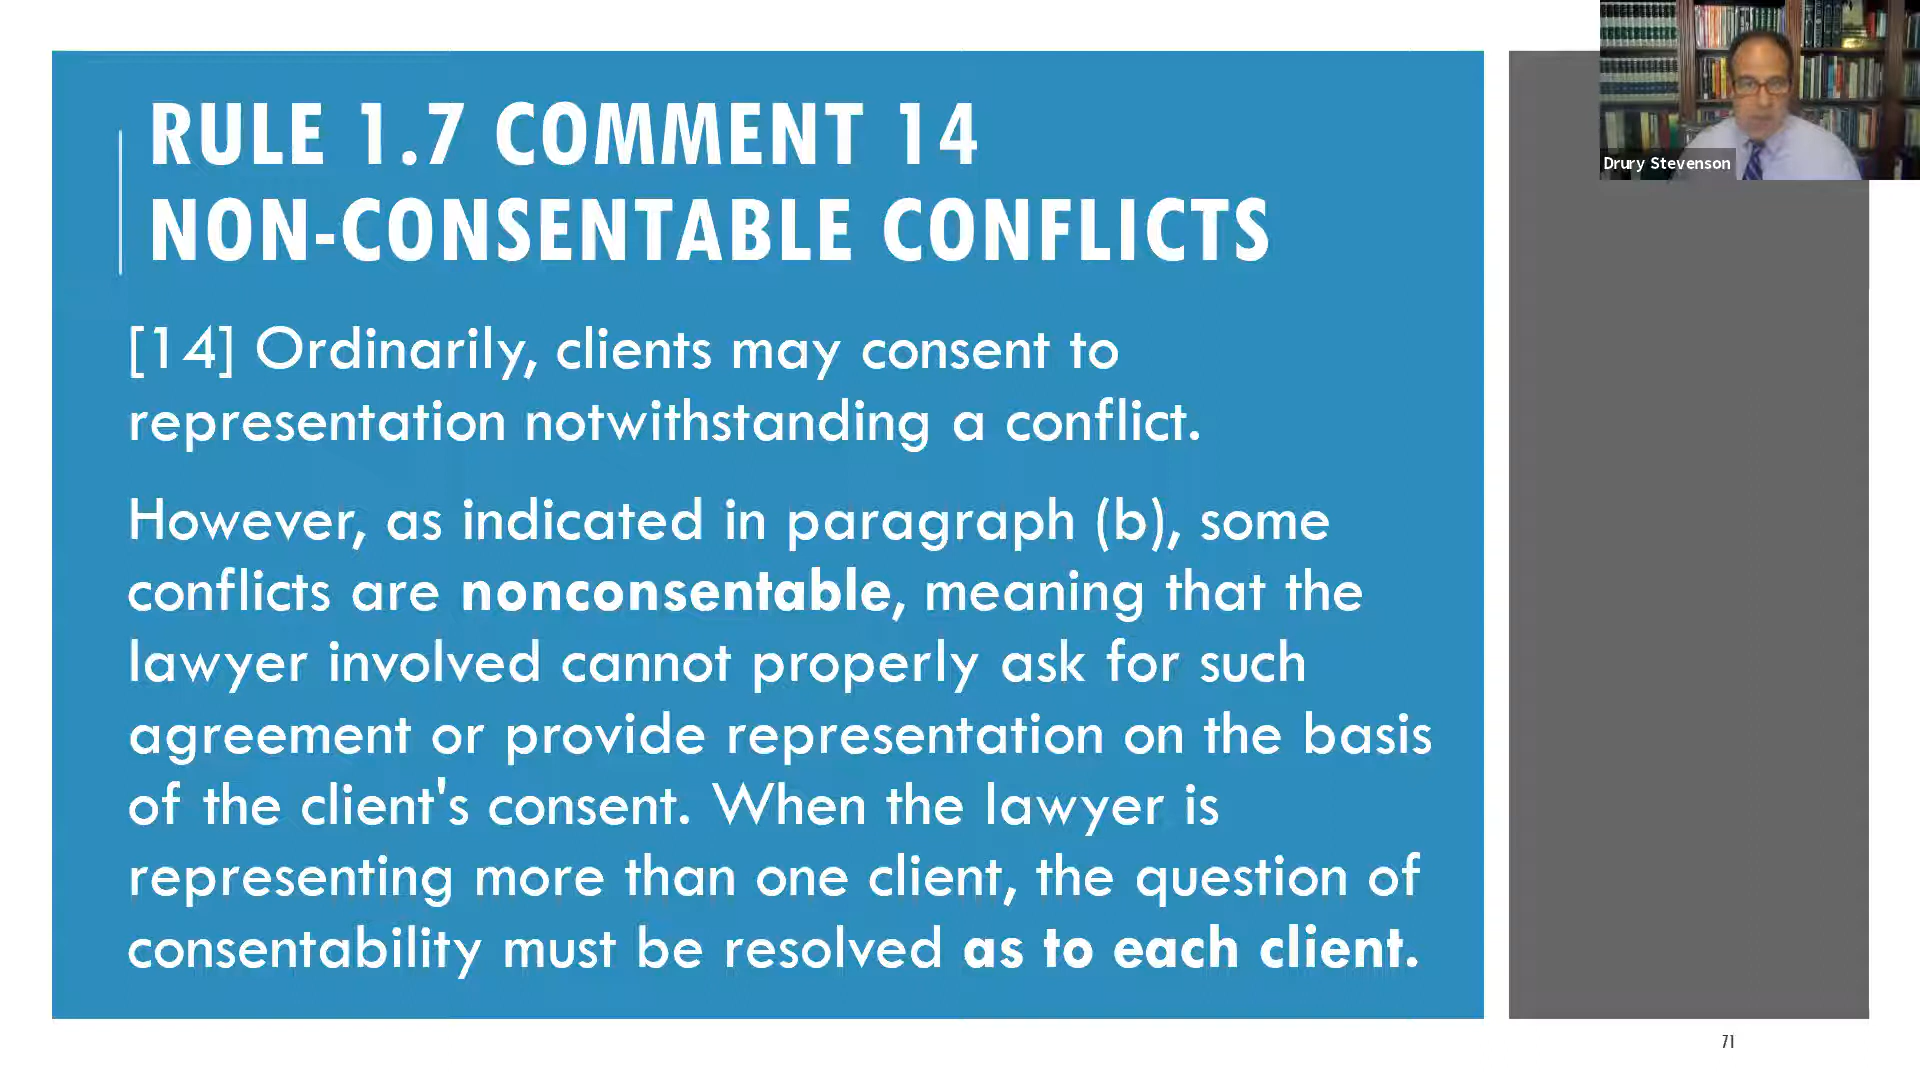 RULE 1.7 COMMENT 14
NON-CONSENTABLE CONFLICTS
[14] Ordinarily, clients may consent to
representation notwithstanding a conflict.
However, as indicated in paragraph (b), some
conflicts are nonconsentable, meaning that the
lawyer involved cannot properly ask for such
agreement or provide representation on the basis
of the client's consent. When the lawyer is
representing more than one client, the question of
consentability must be resolved as to each client.
Drury Stevenson
71